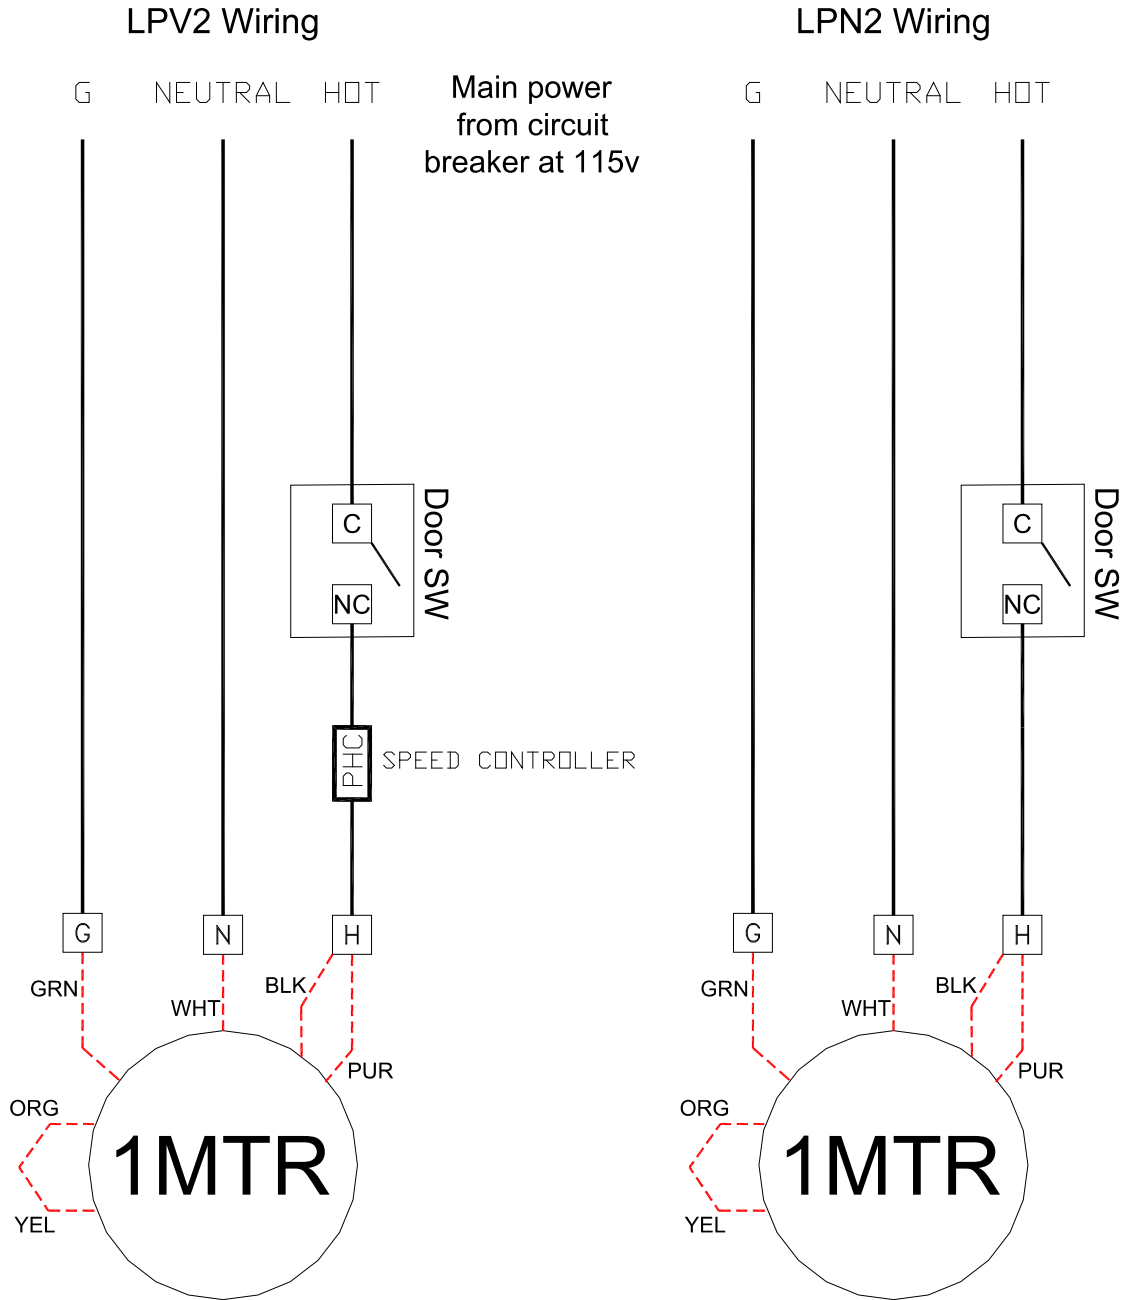 LPV2 Wiring
LPN2 Wiring
G NEUTRAL HOT
Main power
from circuit
breaker at 115v
G NEUTRAL HOT
C
NC
Door SW
C
NC
Door SW
PHC
SPEED CONTROLLER
G N H
G N H
GRN
WHT
BLK
PUR
GRN
WHT
BLK
PUR
ORG
1MTR
YEL
ORG
1MTR
YEL